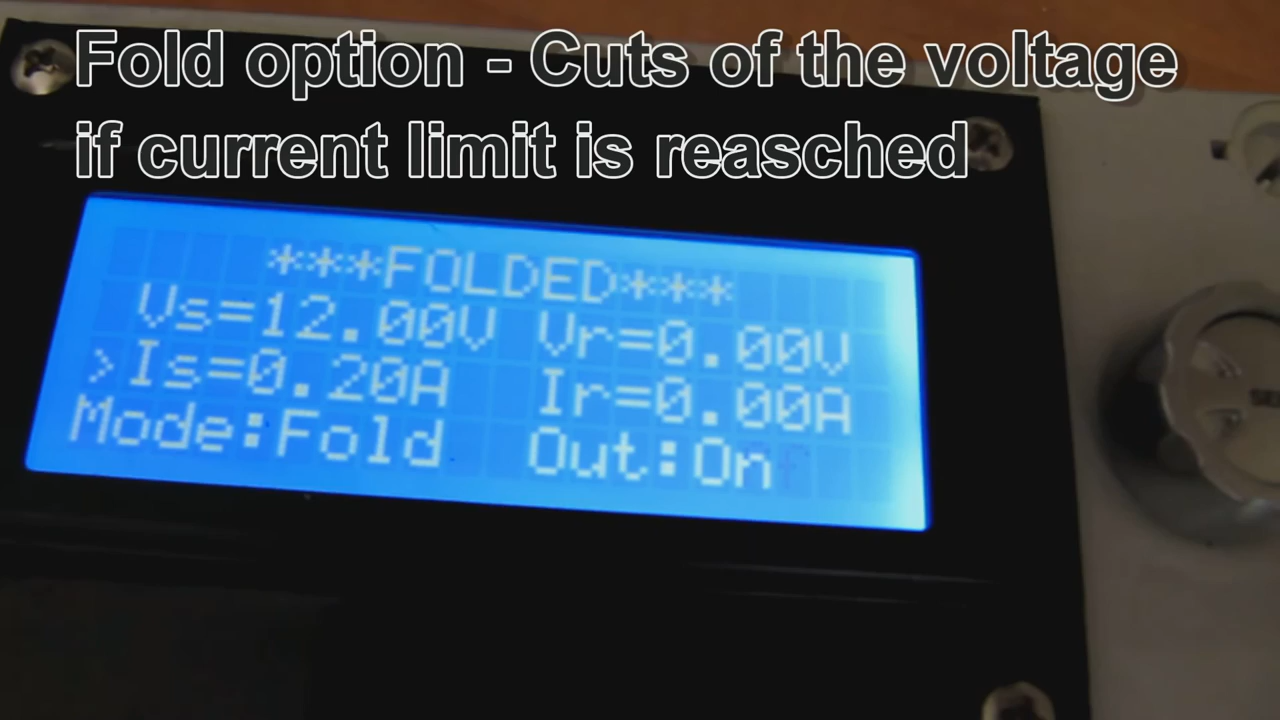 Fold option - Cuts of the voltage
if current limit is reasched
***FOLDED***
Vs=12.00V Vr=0.00V
>Is=0.20A Ir=0.00A
Mode:Fold Out:On